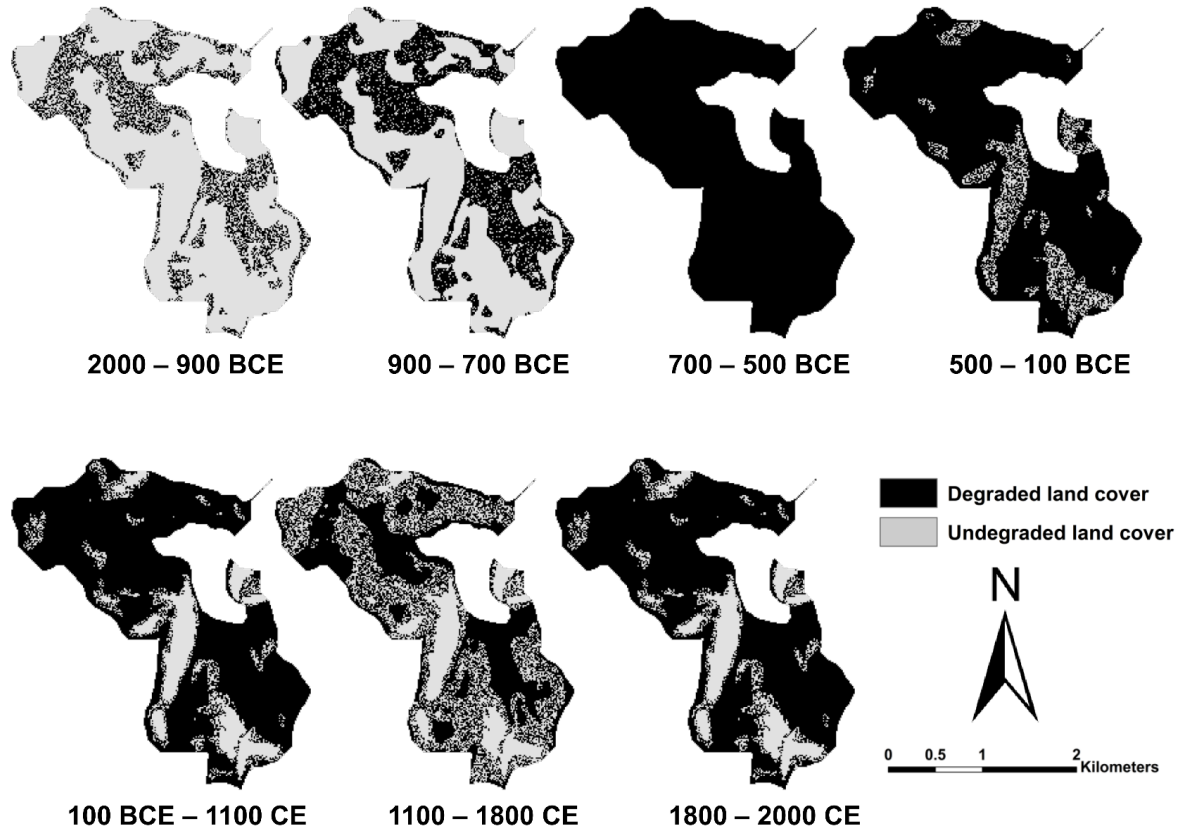 2000 – 900 BCE
900 – 700 BCE
700 – 500 BCE
500 – 100 BCE
Degraded land cover
Undegraded land cover
N
0 0.5 1 2
Kilometers
100 BCE – 1100 CE
1100 – 1800 CE
1800 – 2000 CE